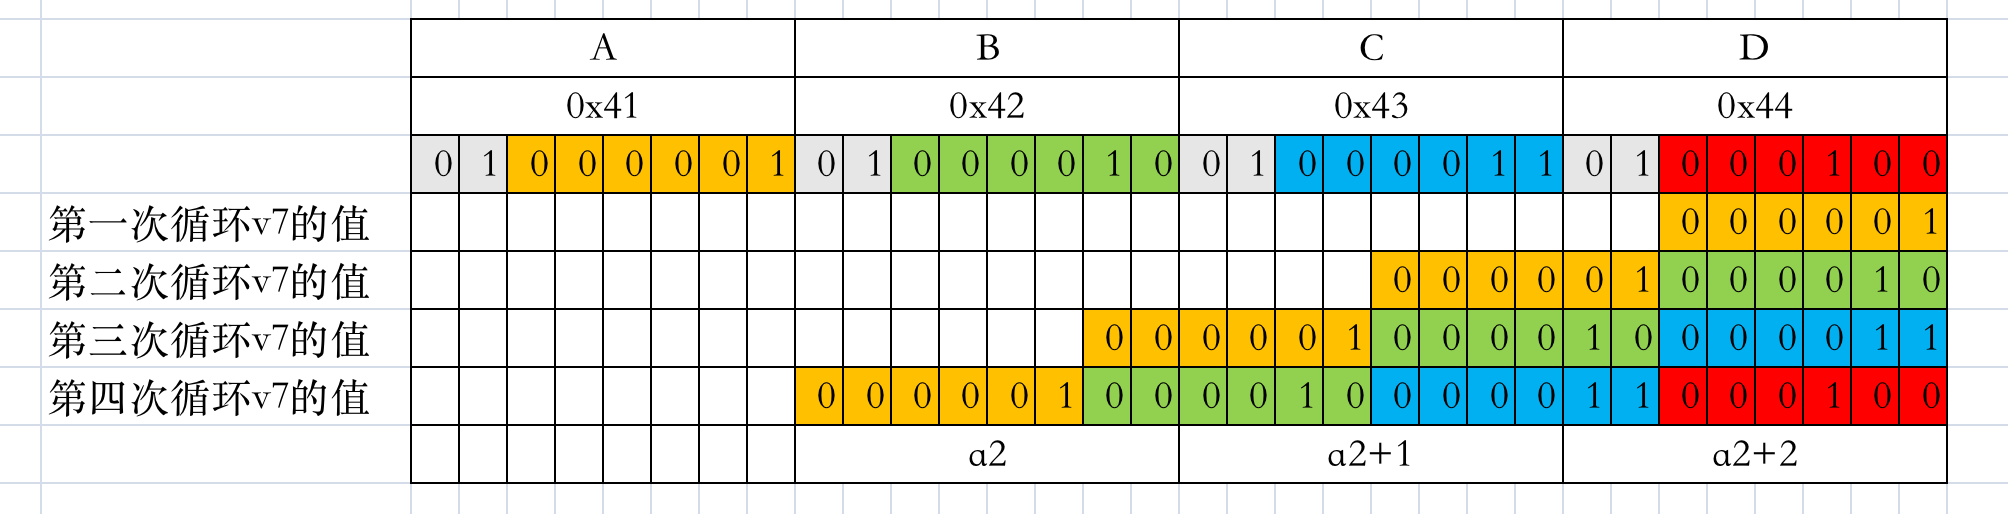 A B C D
0x41 0x42 0x43 0x44
0 1 0 0 0 0 0 1 0 1 0 0 0 0 1 0 0 1 0 0 0 0 1 1 0 1 0 0 0 1 0 0
第一次循环v7的值 0 0 0 0 0 1
第二次循环v7的值 0 0 0 0 0 1 0 0 0 0 1 0
第三次循环v7的值 0 0 0 0 0 1 0 0 0 0 1 0 0 0 0 0 1 1
第四次循环v7的值 0 0 0 0 0 1 0 0 0 0 1 0 0 0 0 0 1 1 0 0 0 1 0 0
a2 a2+1 a2+2